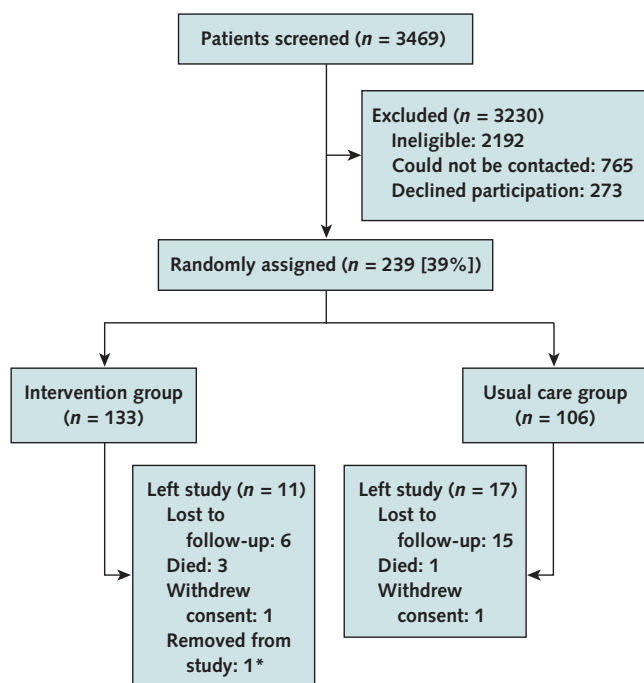 Patients screened (n = 3469)
Excluded (n = 3230)
Ineligible: 2192
Could not be contacted: 765
Declined participation: 273
Randomly assigned (n = 239 [39%])
Intervention group
(n = 133)
Usual care group
(n = 106)
Left study (n = 11)
Lost to
follow-up: 6
Died: 3
Withdrew
consent: 1
Removed from
study: 1*
Left study (n = 17)
Lost to
follow-up: 15
Died: 1
Withdrew
consent: 1